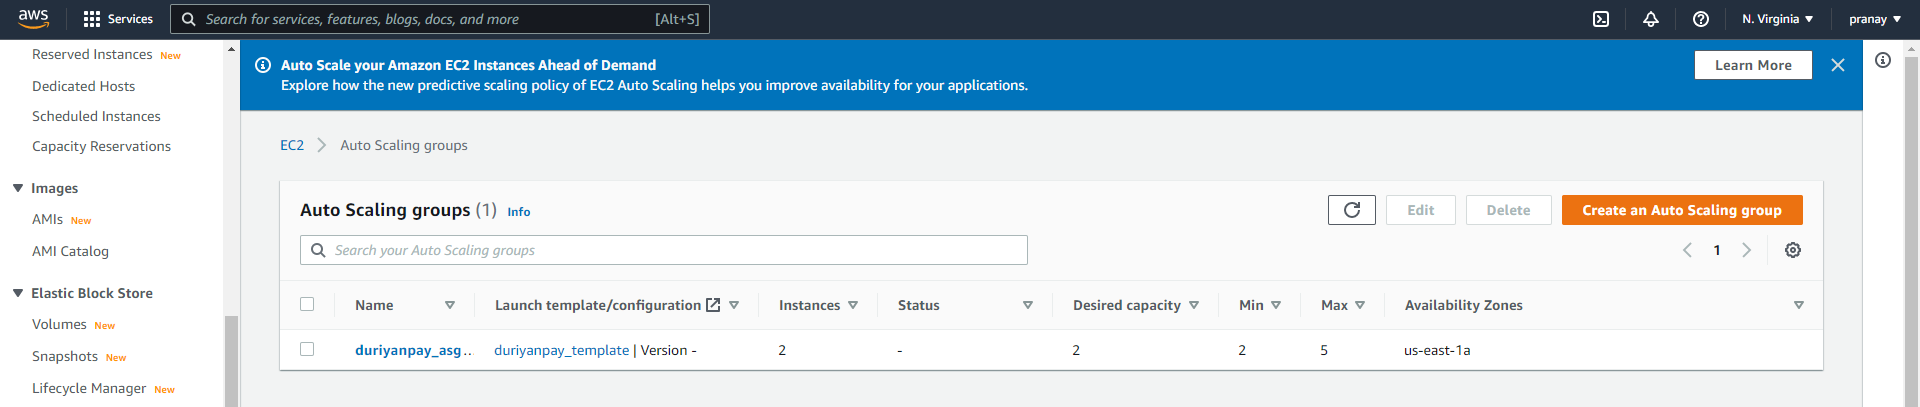 aws Services Search for services, features, blogs, docs, and more [Alt+S] N. Virginia pranay
Reserved Instances New
Dedicated Hosts
Scheduled Instances
Capacity Reservations
Images
AMIs New
AMI Catalog
Elastic Block Store
Volumes New
Snapshots New
Lifecycle Manager New
Auto Scale your Amazon EC2 Instances Ahead of Demand
Explore how the new predictive scaling policy of EC2 Auto Scaling helps you improve availability for your applications.
Learn More
EC2 Auto Scaling groups
Auto Scaling groups (1) Info Edit Delete Create an Auto Scaling group
Search your Auto Scaling groups 1
Name Launch template/configuration Instances Status Desired capacity Min Max Availability Zones
duriyanpay_asg... duriyanpay_template | Version - 2 - 2 2 5 us-east-1a